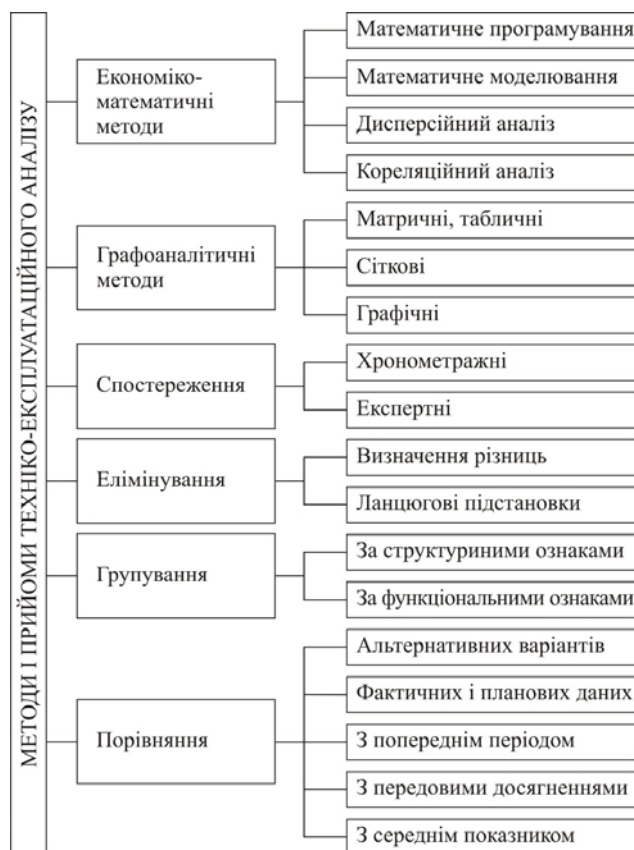 МЕТОДИ І ПРИЙОМИ ТЕХНІКО-ЕКСПЛУАТАЦІЙНОГО АНАЛІЗУ
Економіко-
математичні
методи
Математичне програмування
Математичне моделювання
Дисперсійний аналіз
Кореляційний аналіз
Графоаналітичні
методи
Матричні, табличні
Сіткові
Графічні
Спостереження
Хронометражні
Експертні
Елімінування
Визначення різниць
Ланцюгові підстановки
Групування
За структуриними ознаками
За функціональними ознаками
Порівняння
Альтернативних варіантів
Фактичних і планових даних
З попереднім періодом
З передовими досягненнями
З середнім показником